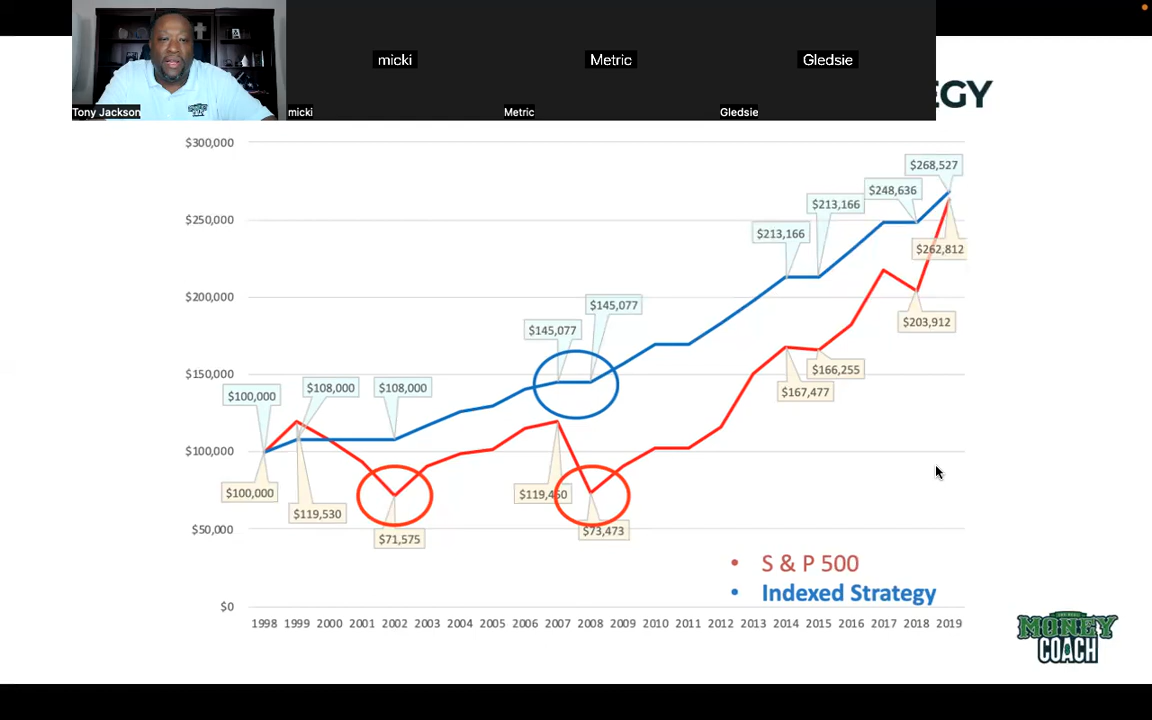 micki
Metric
Gledsie
Tony Jackson
micki
Metric
Gledsie
EGY
$300,000
$250,000
$200,000
$150,000
$100,000
$50,000
$0
$268,527
$248,636
$213,166
$213,166
$262,812
$203,912
$145,077
$145,077
$166,255
$167,477
$100,000
$108,000
$108,000
$100,000
$119,530
$71,575
$119,460
$73,473
• S & P 500
• Indexed Strategy
1998 1999 2000 2001 2002 2003 2004 2005 2006 2007 2008 2009 2010 2011 2012 2013 2014 2015 2016 2017 2018 2019
MONEY
COACH